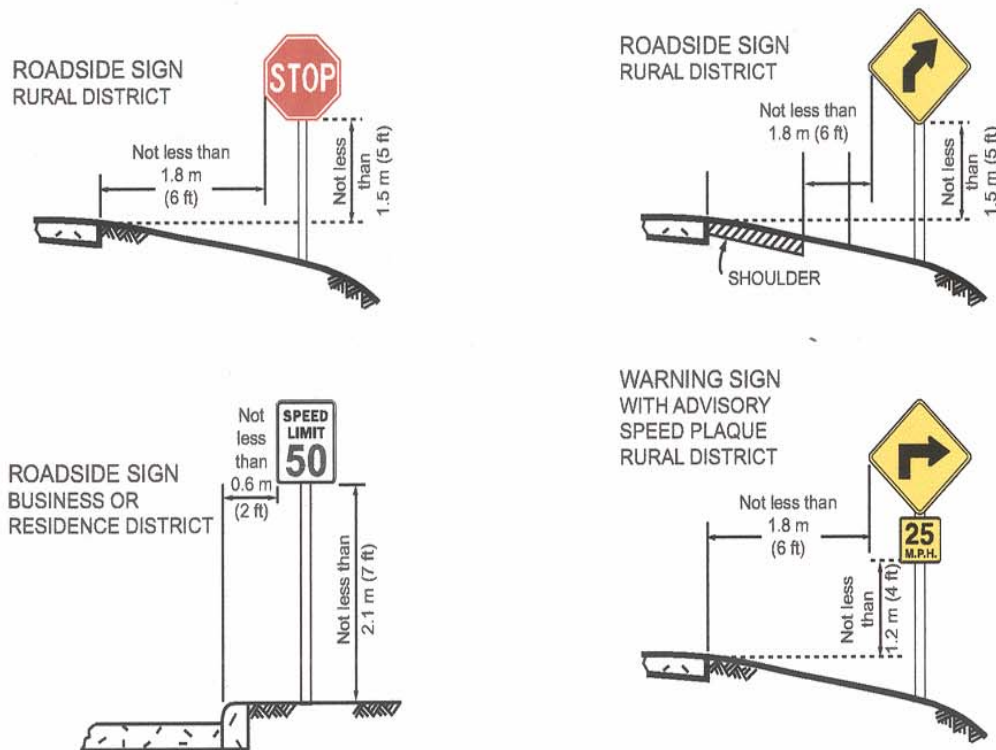 ROADSIDE SIGN
RURAL DISTRICT
STOP
Not less than
1.8 m
(6 ft)
Not less
than
1.5 m (5 ft)
ROADSIDE SIGN
RURAL DISTRICT
Not less than
1.8 m (6 ft)
Not less
than
1.5 m (5 ft)
SHOULDER
ROADSIDE SIGN
BUSINESS OR
RESIDENCE DISTRICT
Not
less
than
0.6 m
(2 ft)
SPEED
LIMIT
50
Not less than
2.1 m (7 ft)
WARNING SIGN
WITH ADVISORY
SPEED PLAQUE
RURAL DISTRICT
Not less than
1.8 m
(6 ft)
25
M.P.H.
Not less
than
1.2 m (4 ft)